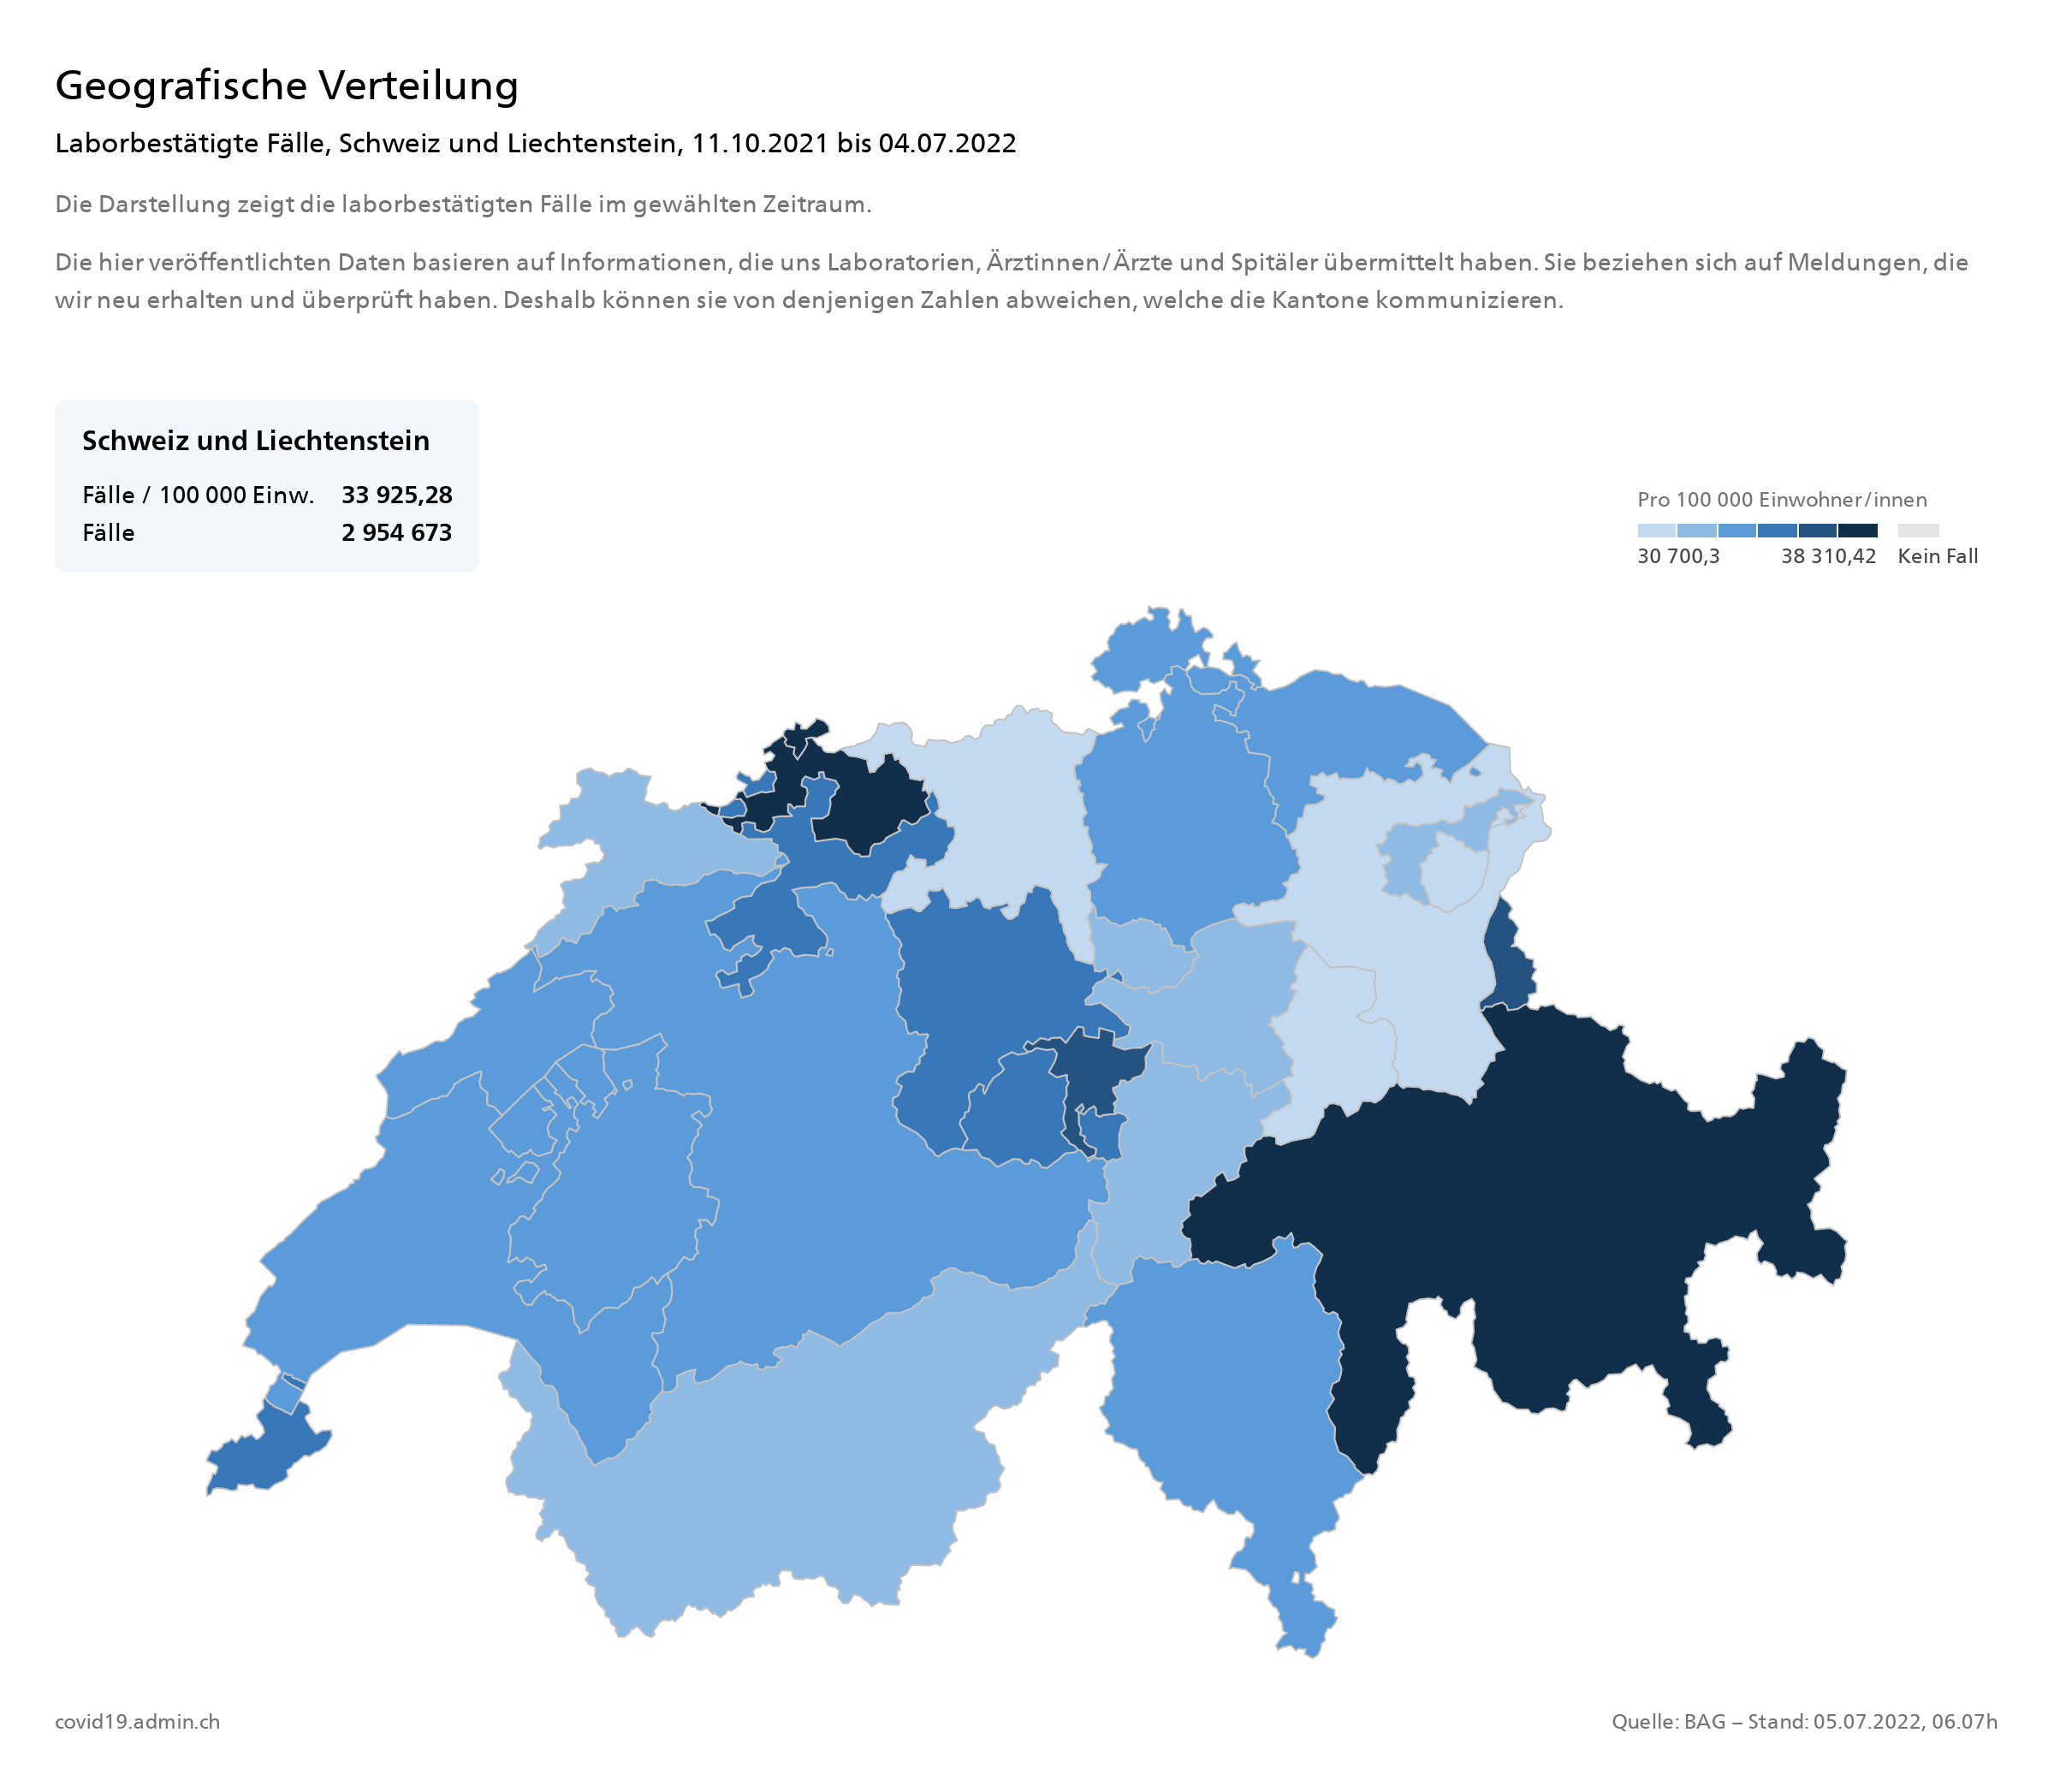 Geografische Verteilung
Laborbestätigte Fälle, Schweiz und Liechtenstein, 11.10.2021 bis 04.07.2022
Die Darstellung zeigt die laborbestätigten Fälle im gewählten Zeitraum.
Die hier veröffentlichten Daten basieren auf Informationen, die uns Laboratorien, Ärztinnen/Ärzte und Spitäler übermittelt haben. Sie beziehen sich auf Meldungen, die
wir neu erhalten und überprüft haben. Deshalb können sie von denjenigen Zahlen abweichen, welche die Kantone kommunizieren.
Schweiz und Liechtenstein
Fälle / 100 000 Einw. 33 925,28
Fälle 2 954 673
Pro 100 000 Einwohner/innen
30 700,3 38 310,42 Kein Fall
covid19.admin.ch
Quelle: BAG – Stand: 05.07.2022, 06.07h